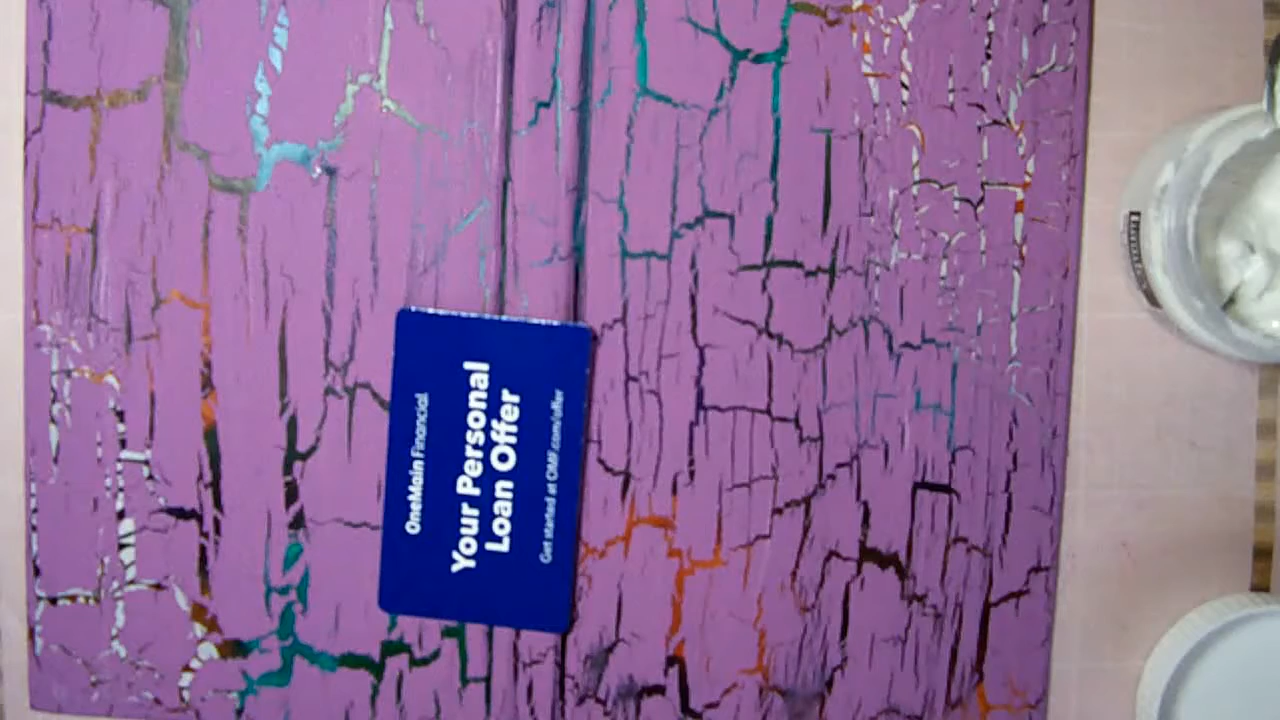 OneMain Financial.
Your Personal
Loan Offer
Get started at OMF.com/offer